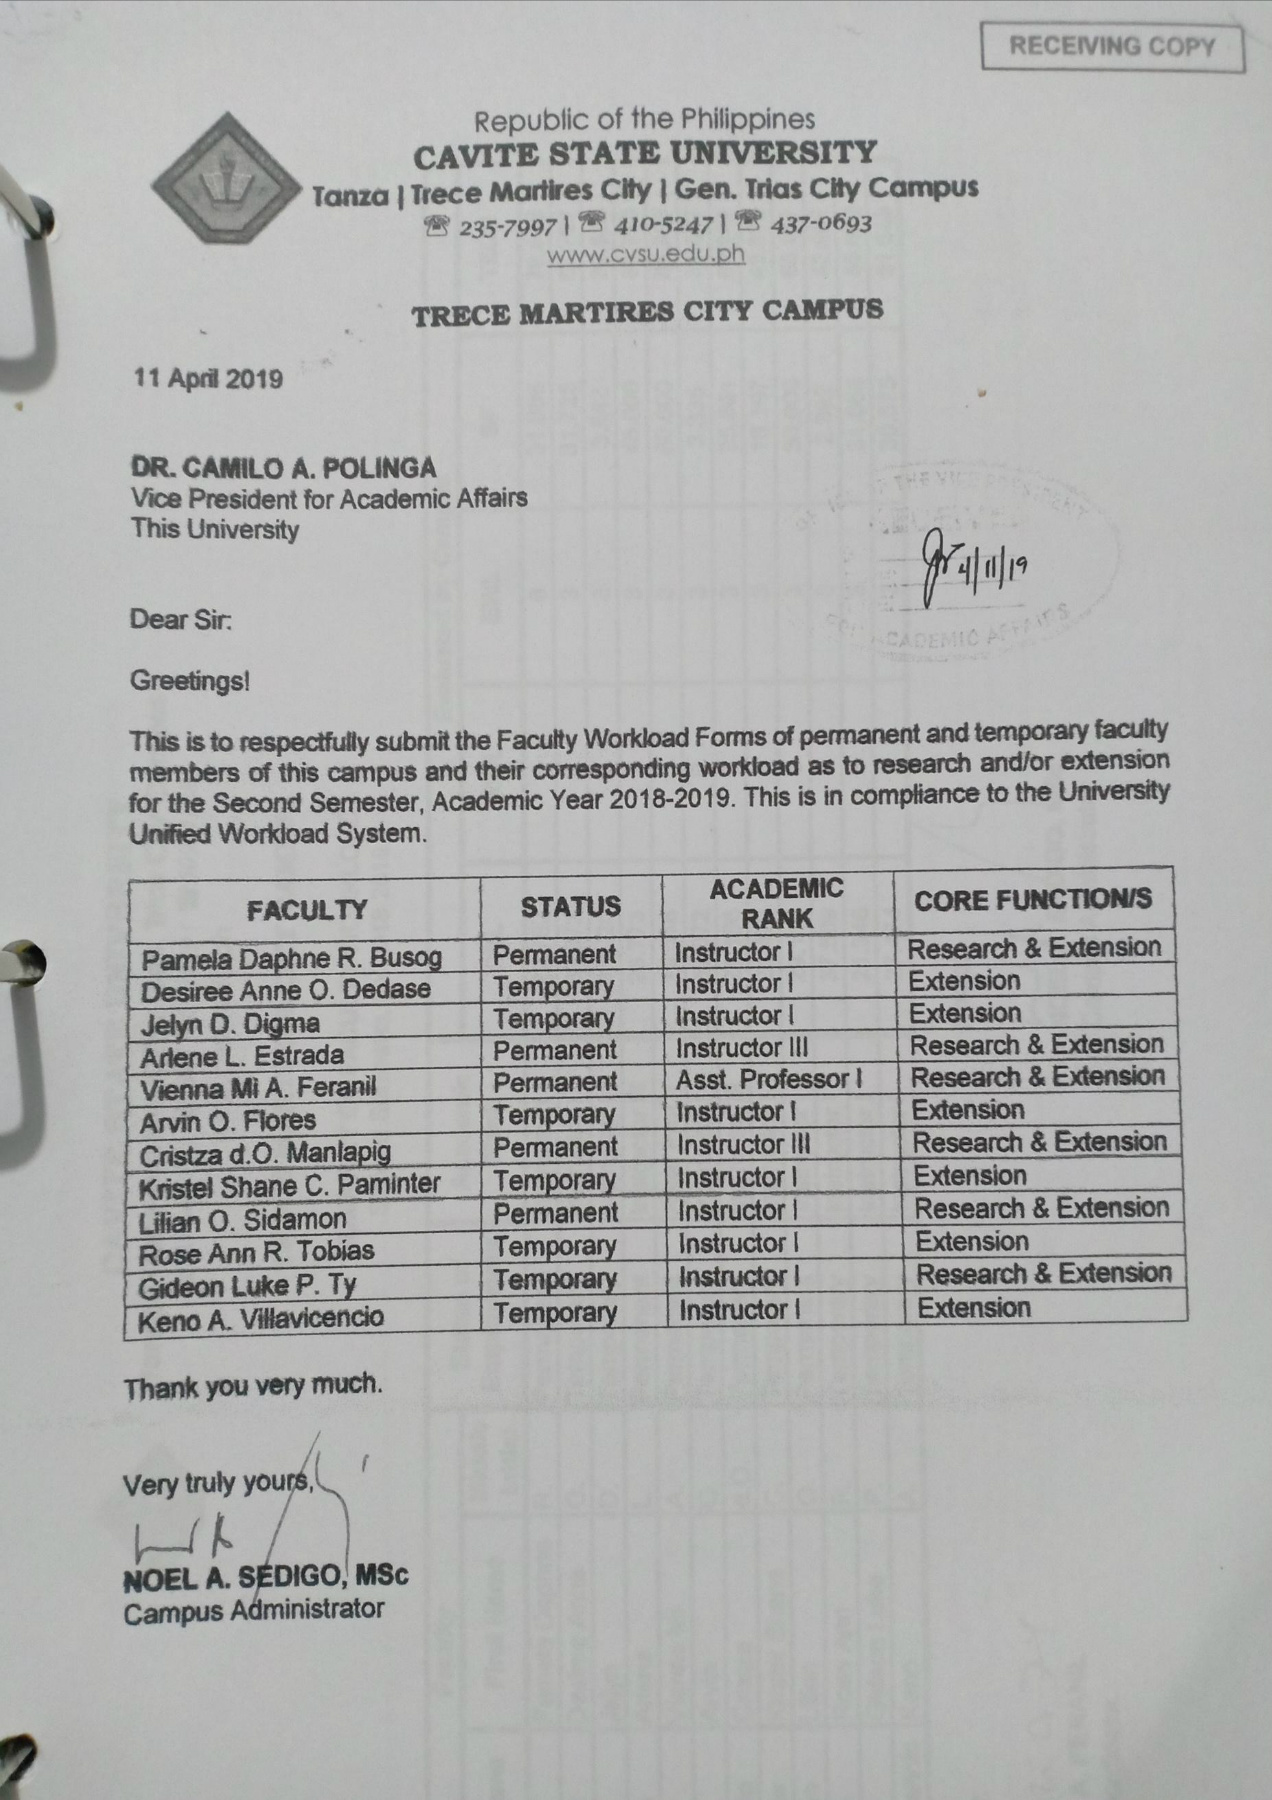 RECEIVING COPY
Republic of the Philippines
CAVITE STATE UNIVERSITY
Tanza | Trece Martires City | Gen. Trias City Campus
☏ 235-7997 | ☏ 410-5247 | ☏ 437-0693
www.cvsu.edu.ph
TRECE MARTIRES CITY CAMPUS
11 April 2019
DR. CAMILO A. POLINGA
Vice President for Academic Affairs
This University
THE VICE PRESIDENT
4/11/19
ACADEMIC AFFAIRS
Dear Sir:
Greetings!
This is to respectfully submit the Faculty Workload Forms of permanent and temporary faculty
members of this campus and their corresponding workload as to research and/or extension
for the Second Semester, Academic Year 2018-2019. This is in compliance to the University
Unified Workload System.
FACULTY STATUS ACADEMIC RANK CORE FUNCTION/S
Pamela Daphne R. Busog Permanent Instructor I Research & Extension
Desiree Anne O. Dedase Temporary Instructor I Extension
Jelyn D. Digma Temporary Instructor I Extension
Arlene L. Estrada Permanent Instructor III Research & Extension
Vienna Mi A. Feranil Permanent Asst. Professor I Research & Extension
Arvin O. Flores Temporary Instructor I Extension
Cristza d.O. Manlapig Permanent Instructor III Research & Extension
Kristel Shane C. Paminter Temporary Instructor I Extension
Lilian O. Sidamon Permanent Instructor I Research & Extension
Rose Ann R. Tobias Temporary Instructor I Extension
Gideon Luke P. Ty Temporary Instructor I Research & Extension
Keno A. Villavicencio Temporary Instructor I Extension
Thank you very much.
Very truly yours,
NOEL A. SEDIGO, MSc
Campus Administrator